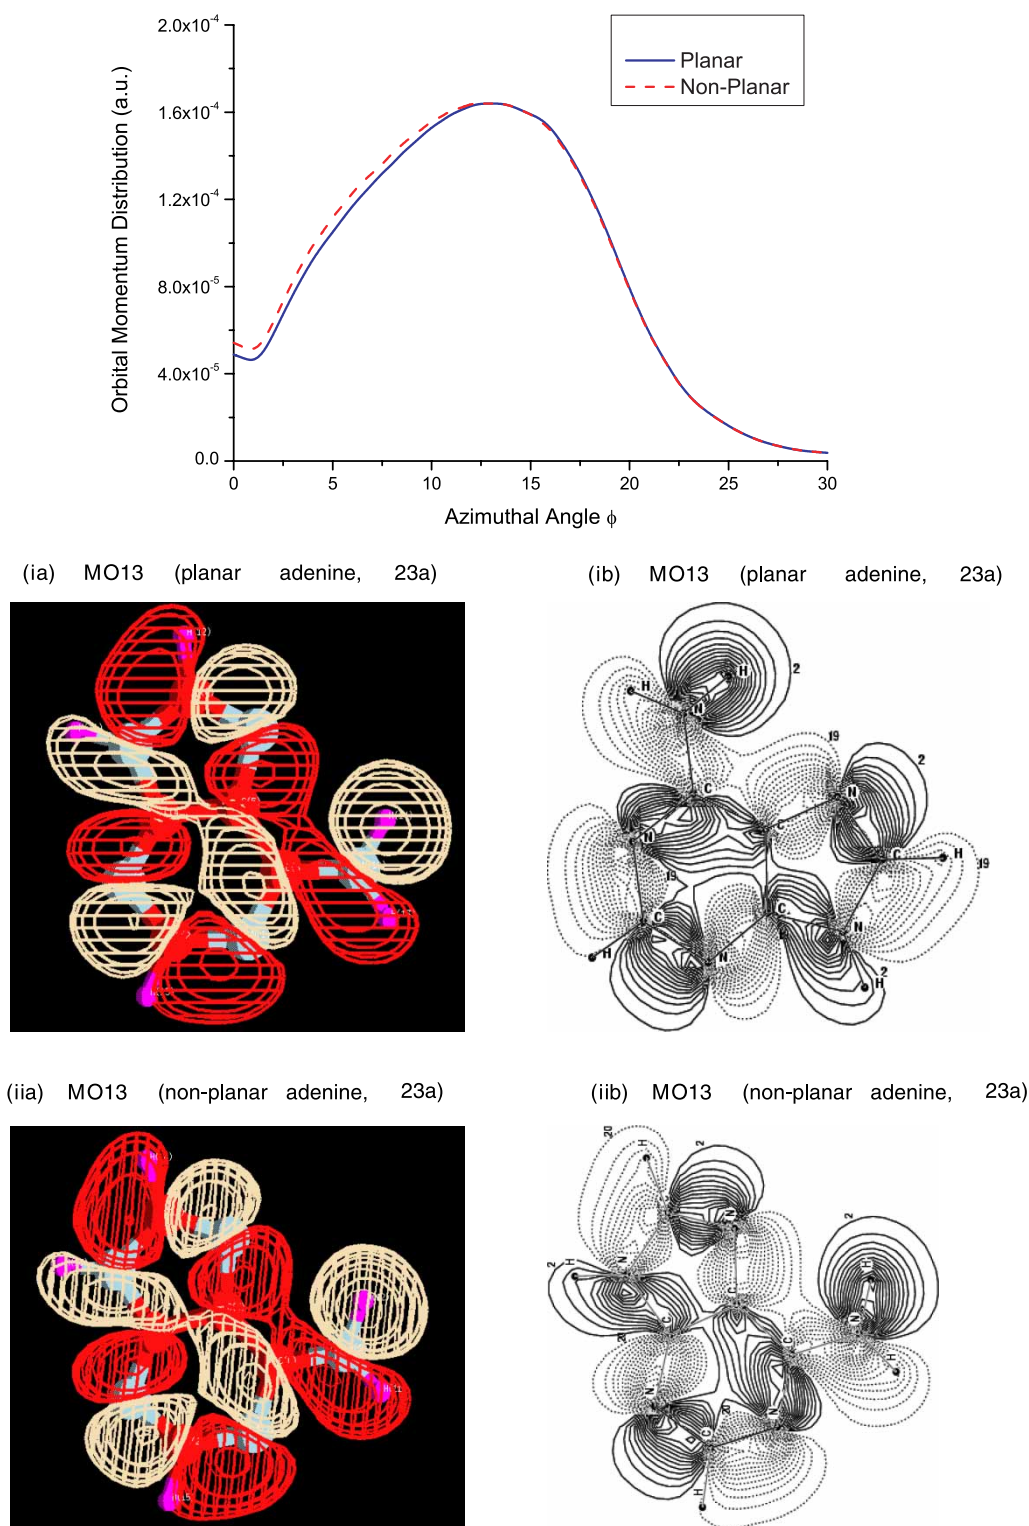 2.0x10-4
1.6x10-4
1.2x10-4
8.0x10-5
4.0x10-5
0.0
Orbital Momentum Distribution (a.u.)
Planar
Non-Planar
0 5 10 15 20 25 30
Azimuthal Angle ϕ
(ia) MO13 (planar adenine, 23a)
(ib) MO13 (planar adenine, 23a)
H
H
2
N
19
2
C
N
N
C
C
H
19
19
C
C
N
H
N
2
H
(iia) MO13 (non-planar adenine, 23a)
(iib) MO13 (non-planar adenine, 23a)
20
H
2
N
2
H
2
N
H
C
N
20
C
C
H
N
20
N
C
H